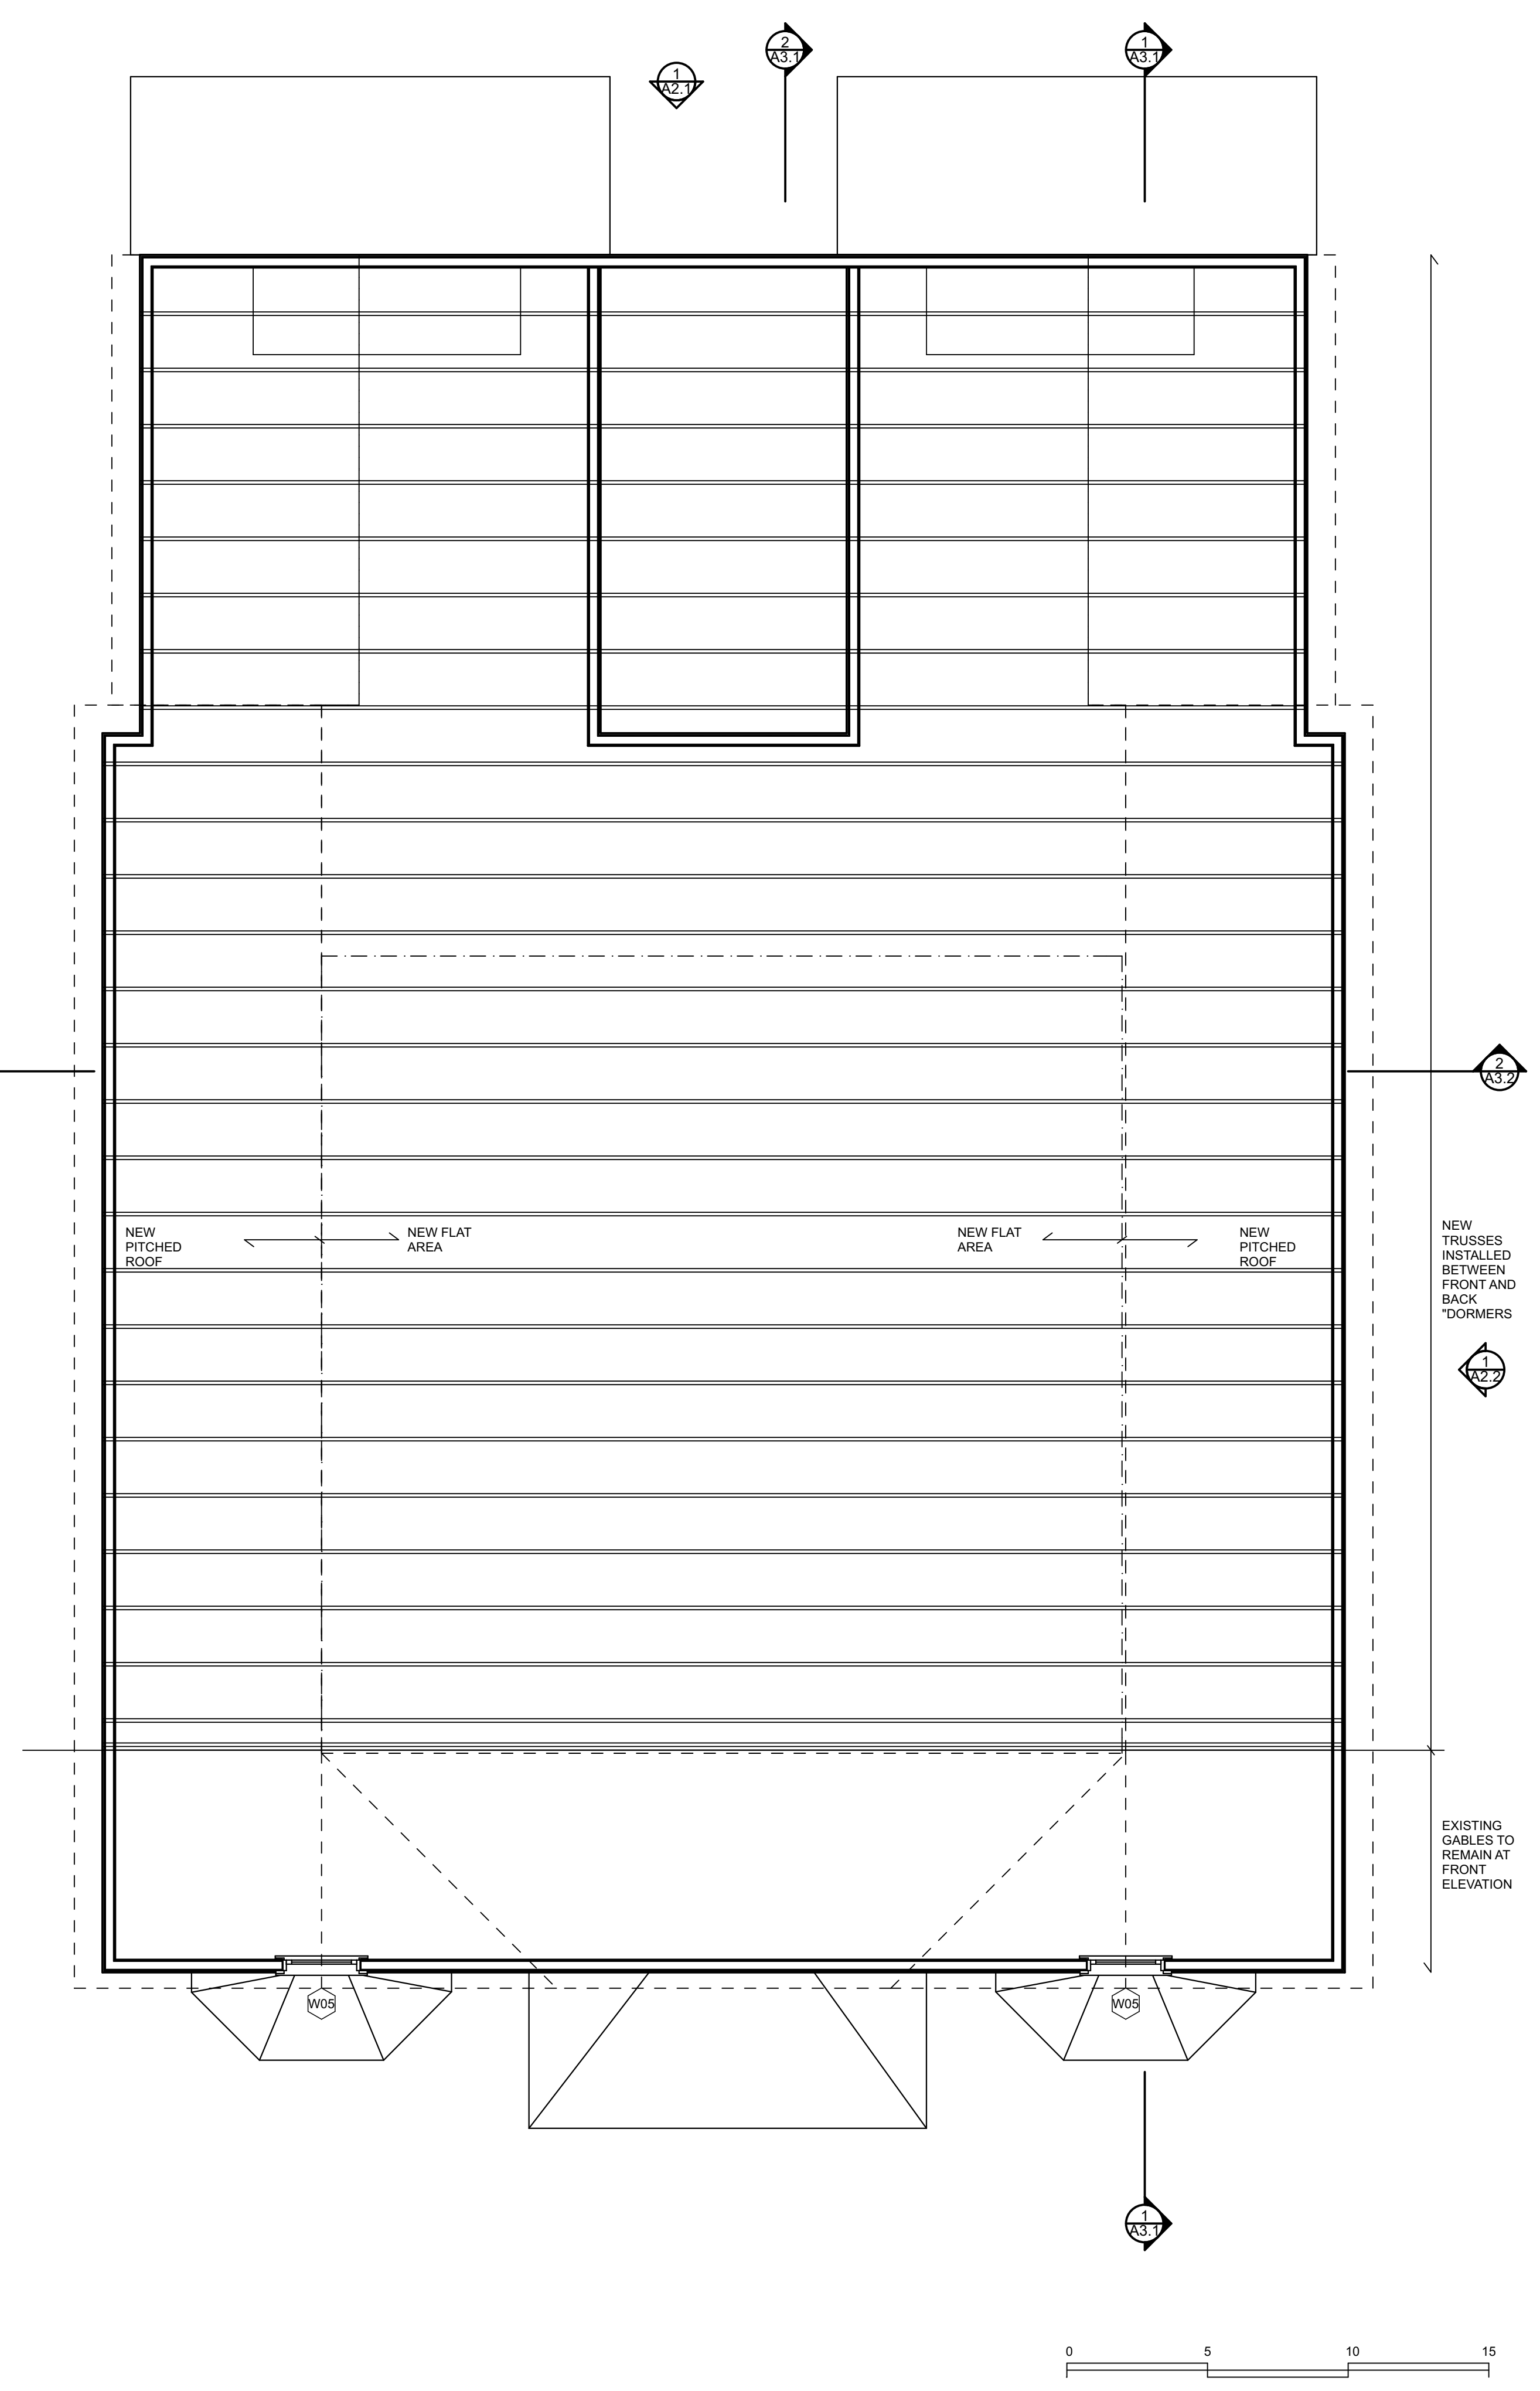 2
A3.1
1
A3.1
1
A2.1
2
A3.2
NEW
PITCHED
ROOF
NEW FLAT
AREA
NEW FLAT
AREA
NEW
PITCHED
ROOF
NEW
TRUSSES
INSTALLED
BETWEEN
FRONT AND
BACK
"DORMERS
1
A2.2
EXISTING
GABLES TO
REMAIN AT
FRONT
ELEVATION
W05
W05
1
A3.1
0 5 10 15